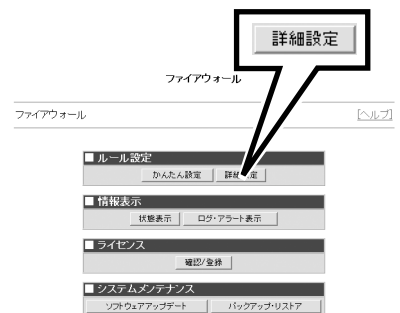 詳細設定
ファイアウォール
ファイアウォール [ヘルプ]
■ ルール設定
かんたん設定 詳細設定
■ 情報表示
状態表示 ログ・アラート表示
■ ライセンス
確認/登録
■ システムメンテナンス
ソフトウェアアップデート バックアップ・リストア